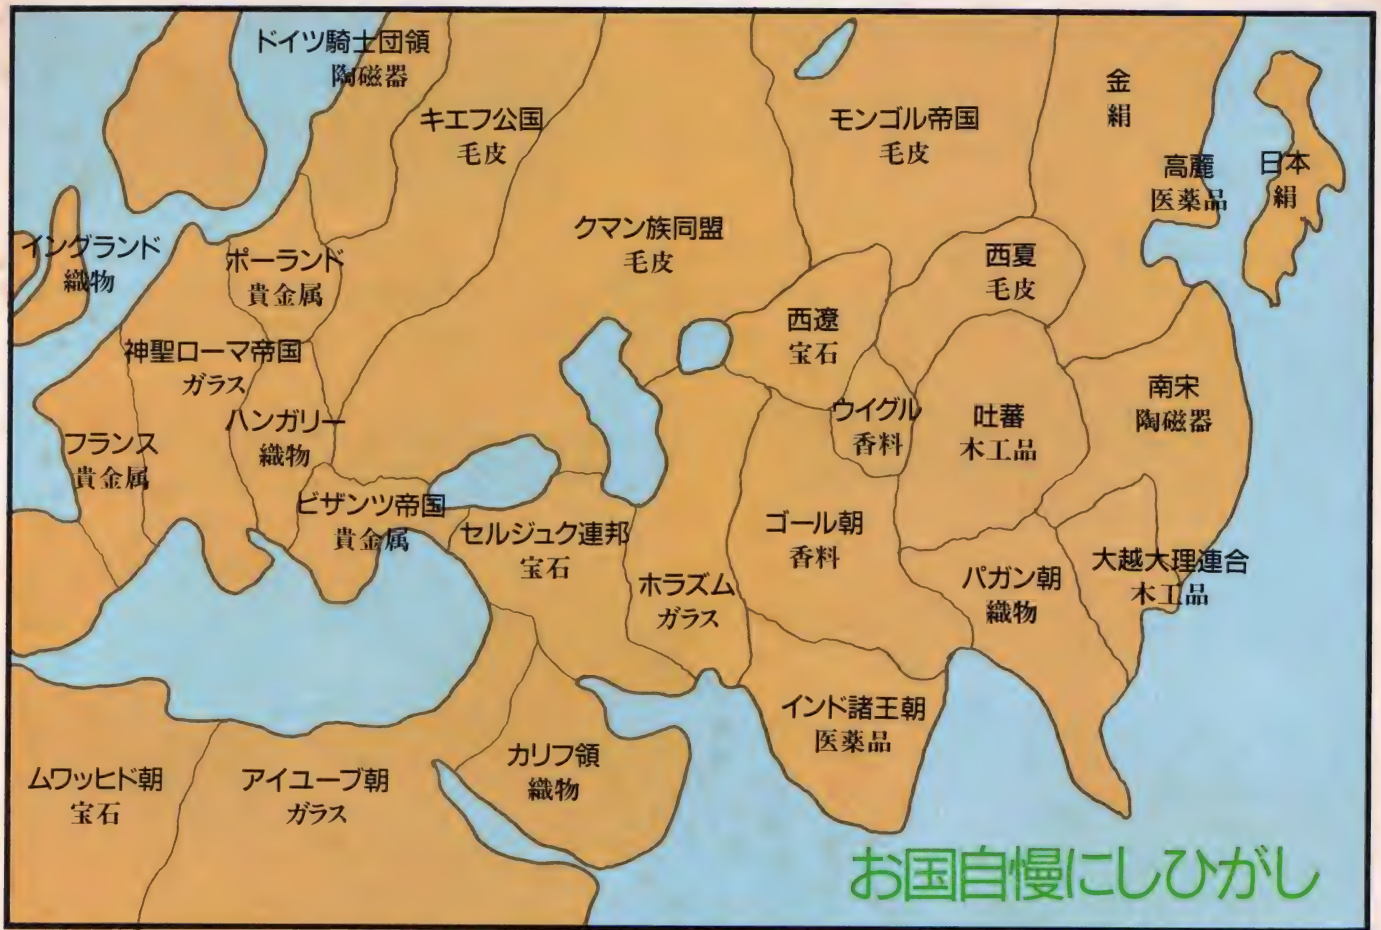 ドイツ騎士団領
陶磁器
キエフ公国
毛皮
モンゴル帝国
毛皮
金
絹
高麗
医薬品
日本
絹
イングランド
織物
ポーランド
貴金属
クマン族同盟
毛皮
西夏
毛皮
神聖ローマ帝国
ガラス
西遼
宝石
フランス
貴金属
ハンガリー
織物
ウイグル
香料
吐蕃
木工品
南宋
陶磁器
ビザンツ帝国
貴金属
セルジュク連邦
宝石
ホラズム
ガラス
ゴール朝
香料
パガン朝
織物
大越大理連合
木工品
インド諸王朝
医薬品
ムワッヒド朝
宝石
アイユーブ朝
ガラス
カリフ領
織物
お国自慢にしひがし